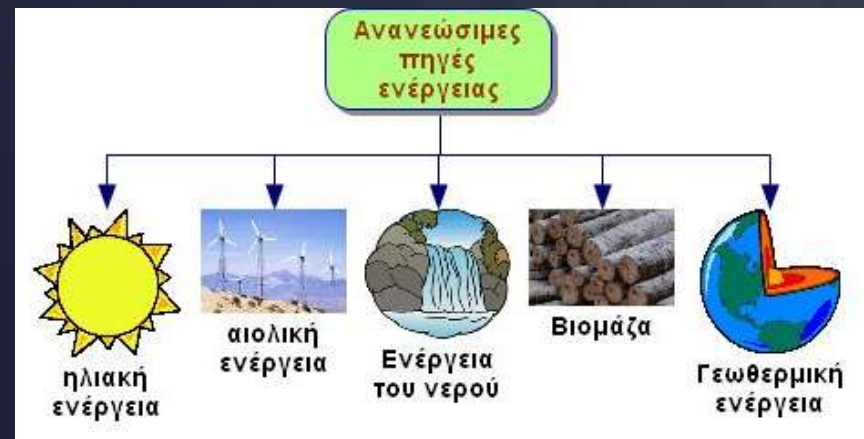 Ανανεώσιμες
πηγές
ενέργειας
ηλιακή
ενέργεια
αιολική
ενέργεια
Ενέργεια
του νερού
Βιομάζα
Γεωθερμική
ενέργεια